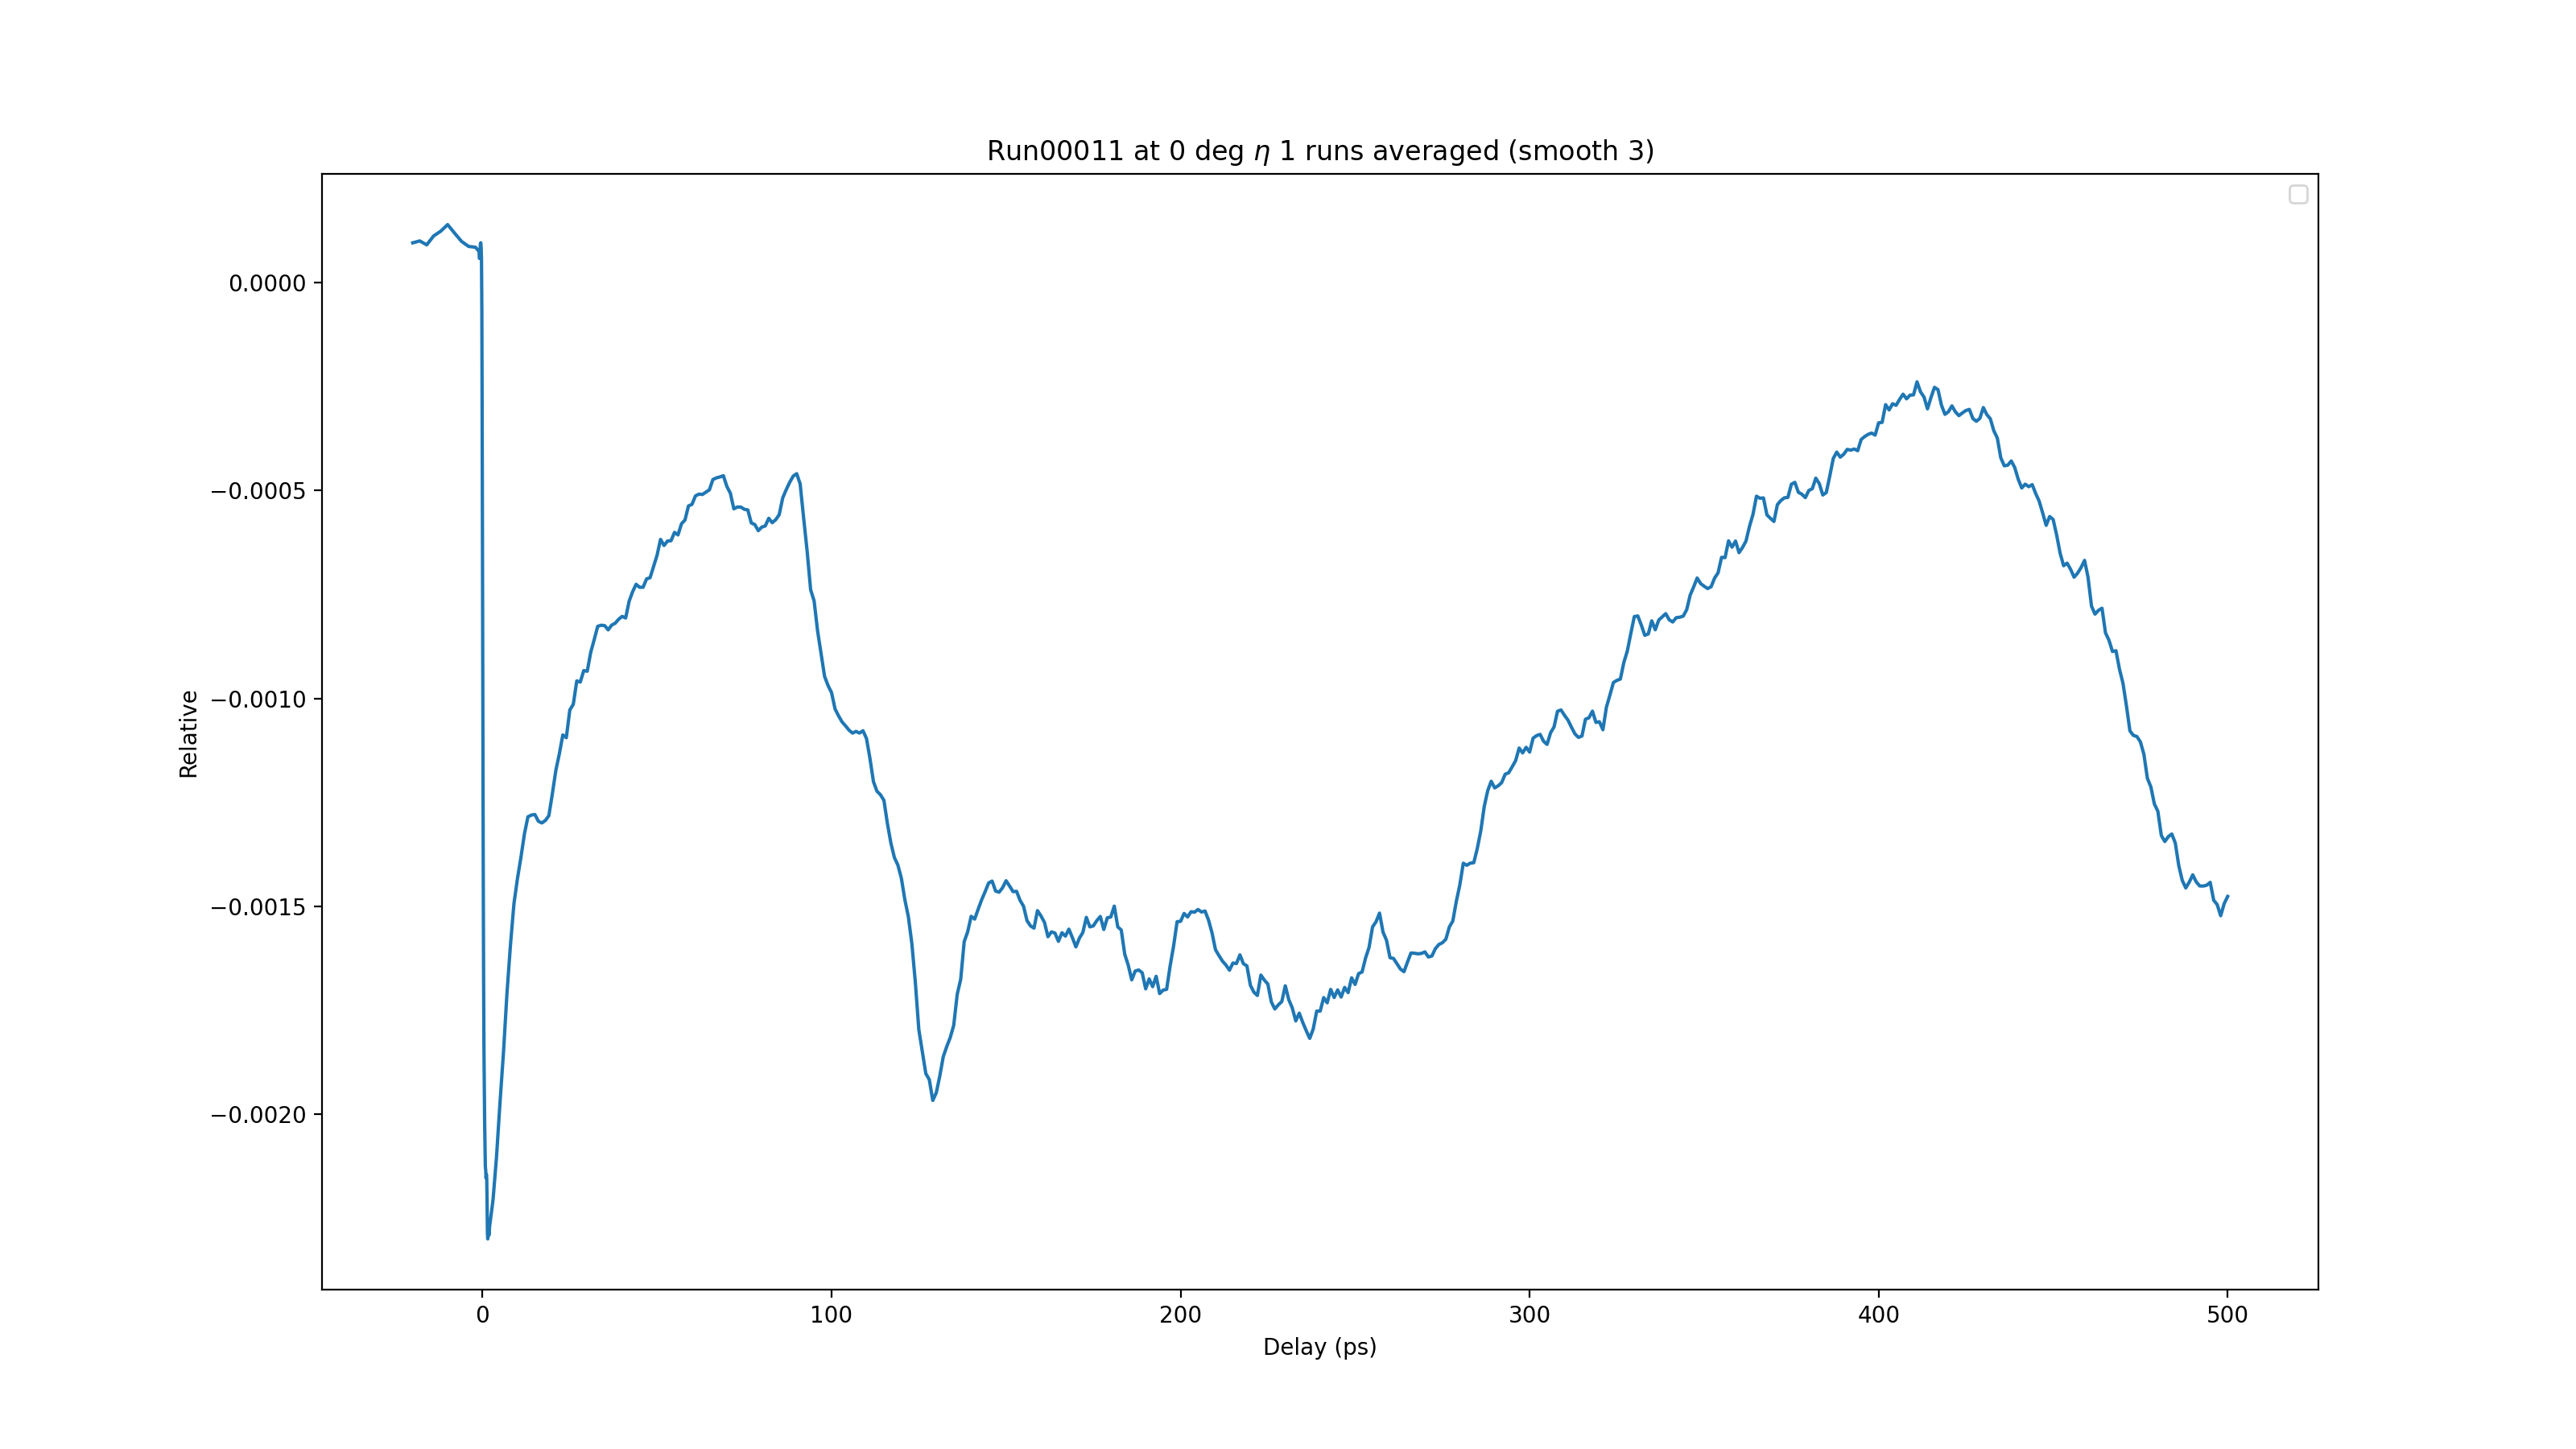 Run00011 at 0 deg η 1 runs averaged (smooth 3)
0.0000
−0.0005
−0.0010
−0.0015
−0.0020
Relative
0 100 200 300 400 500
Delay (ps)